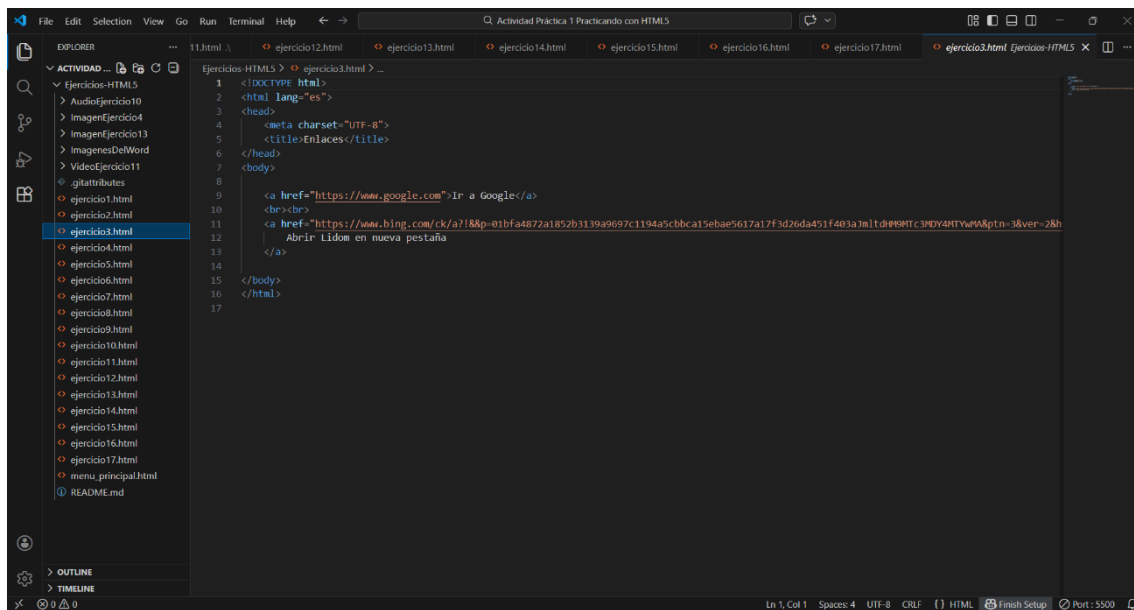 File Edit Selection View Go Run Terminal Help
Actividad Práctica 1 Practicando con HTML5
EXPLORER
11.html .\ ejercicio12.html ejercicio13.html ejercicio14.html ejercicio15.html ejercicio16.html ejercicio17.html ejercicio3.html Ejercicios-HTML5
ACTIVIDAD ...
Ejercicios-HTML5
AudioEjercicio10
ImagenEjercicio4
ImagenEjercicio13
ImagenesDelWord
VideoEjercicio11
.gitattributes
ejercicio1.html
ejercicio2.html
ejercicio3.html
ejercicio4.html
ejercicio5.html
ejercicio6.html
ejercicio7.html
ejercicio8.html
ejercicio9.html
ejercicio10.html
ejercicio11.html
ejercicio12.html
ejercicio13.html
ejercicio14.html
ejercicio15.html
ejercicio16.html
ejercicio17.html
menu_principal.html
README.md
OUTLINE
TIMELINE
Ejercicios-HTML5 > ejercicio3.html > ...
1 <!DOCTYPE html>
2 <html lang="es">
3 <head>
4 <meta charset="UTF-8">
5 <title>Enlaces</title>
6 </head>
7 <body>
8
9 <a href="https://www.google.com">Ir a Google</a>
10 <br><br>
11 <a href="https://www.bing.com/ck/a?!&&p=01bfa4872a1852b3139a9697c1194a5cbbca15ebae5617a17f3d26da451f403aJmltdHM9MTc3MDY4MTYwMA&ptn=3&ver=2&h
12 Abrir Lidom en nueva pestaña
13 </a>
14
15 </body>
16 </html>
17
0 0 Ln 1, Col 1 Spaces: 4 UTF-8 CRLF {} HTML Finish Setup Port : 5500